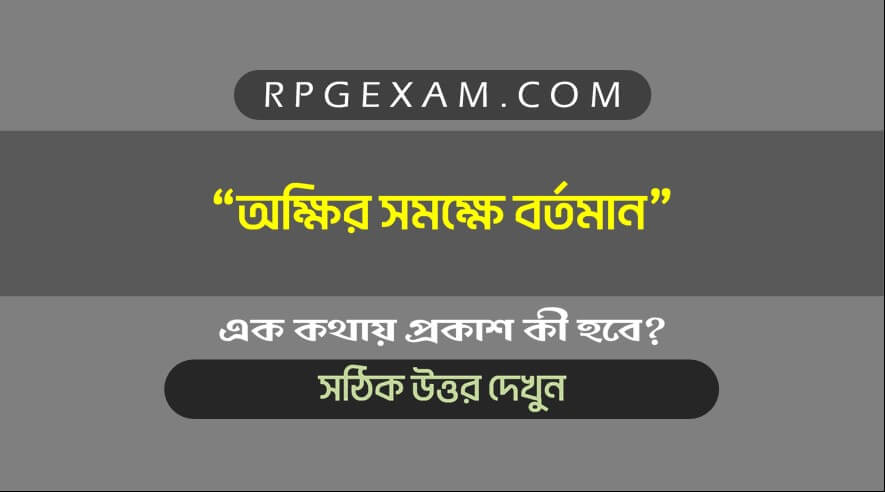 RPGEXAM.COM
“অক্ষির সমক্ষে বর্তমান”
এক কথায় প্রকাশ কী হবে?
সঠিক উত্তর দেখুন